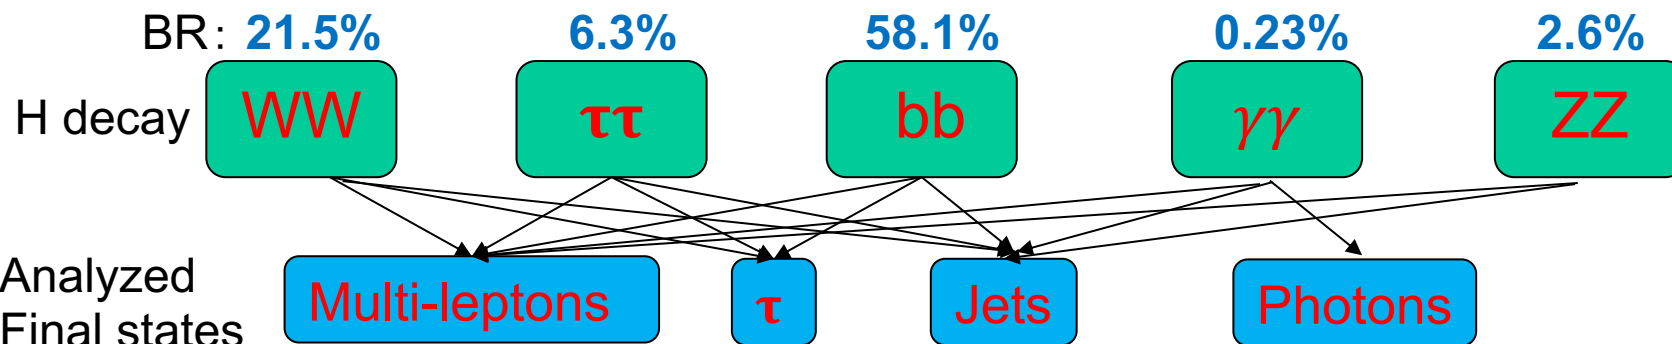 BR: 21.5% 6.3% 58.1% 0.23% 2.6%
H decay WW ττ bb γγ ZZ
Analyzed
Final states
Multi-leptons τ Jets Photons